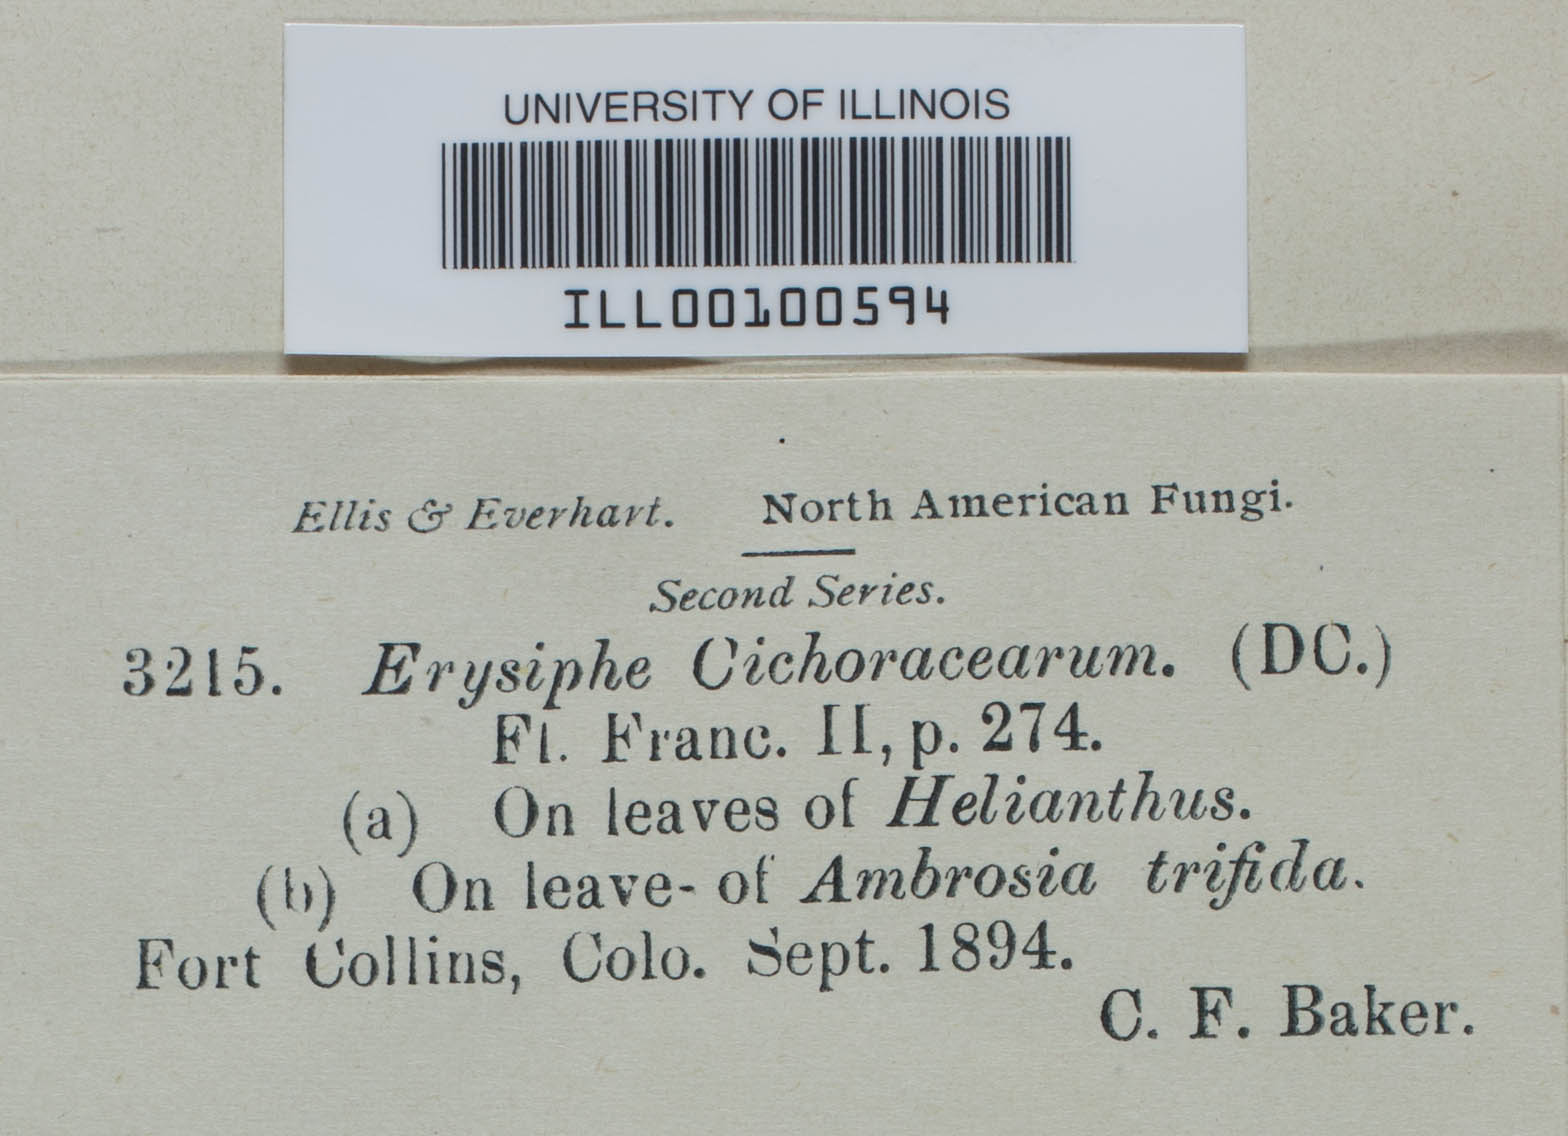 UNIVERSITY OF ILLINOIS
ILL00100594
Ellis & Everhart. North American Fungi.
Second Series.
3215. Erysiphe Cichoracearum. (DC.)
Fl. Franc. II, p. 274.
(a) On leaves of Helianthus.
(b) On leave- of Ambrosia trifida.
Fort Collins, Colo. Sept. 1894.
C. F. Baker.